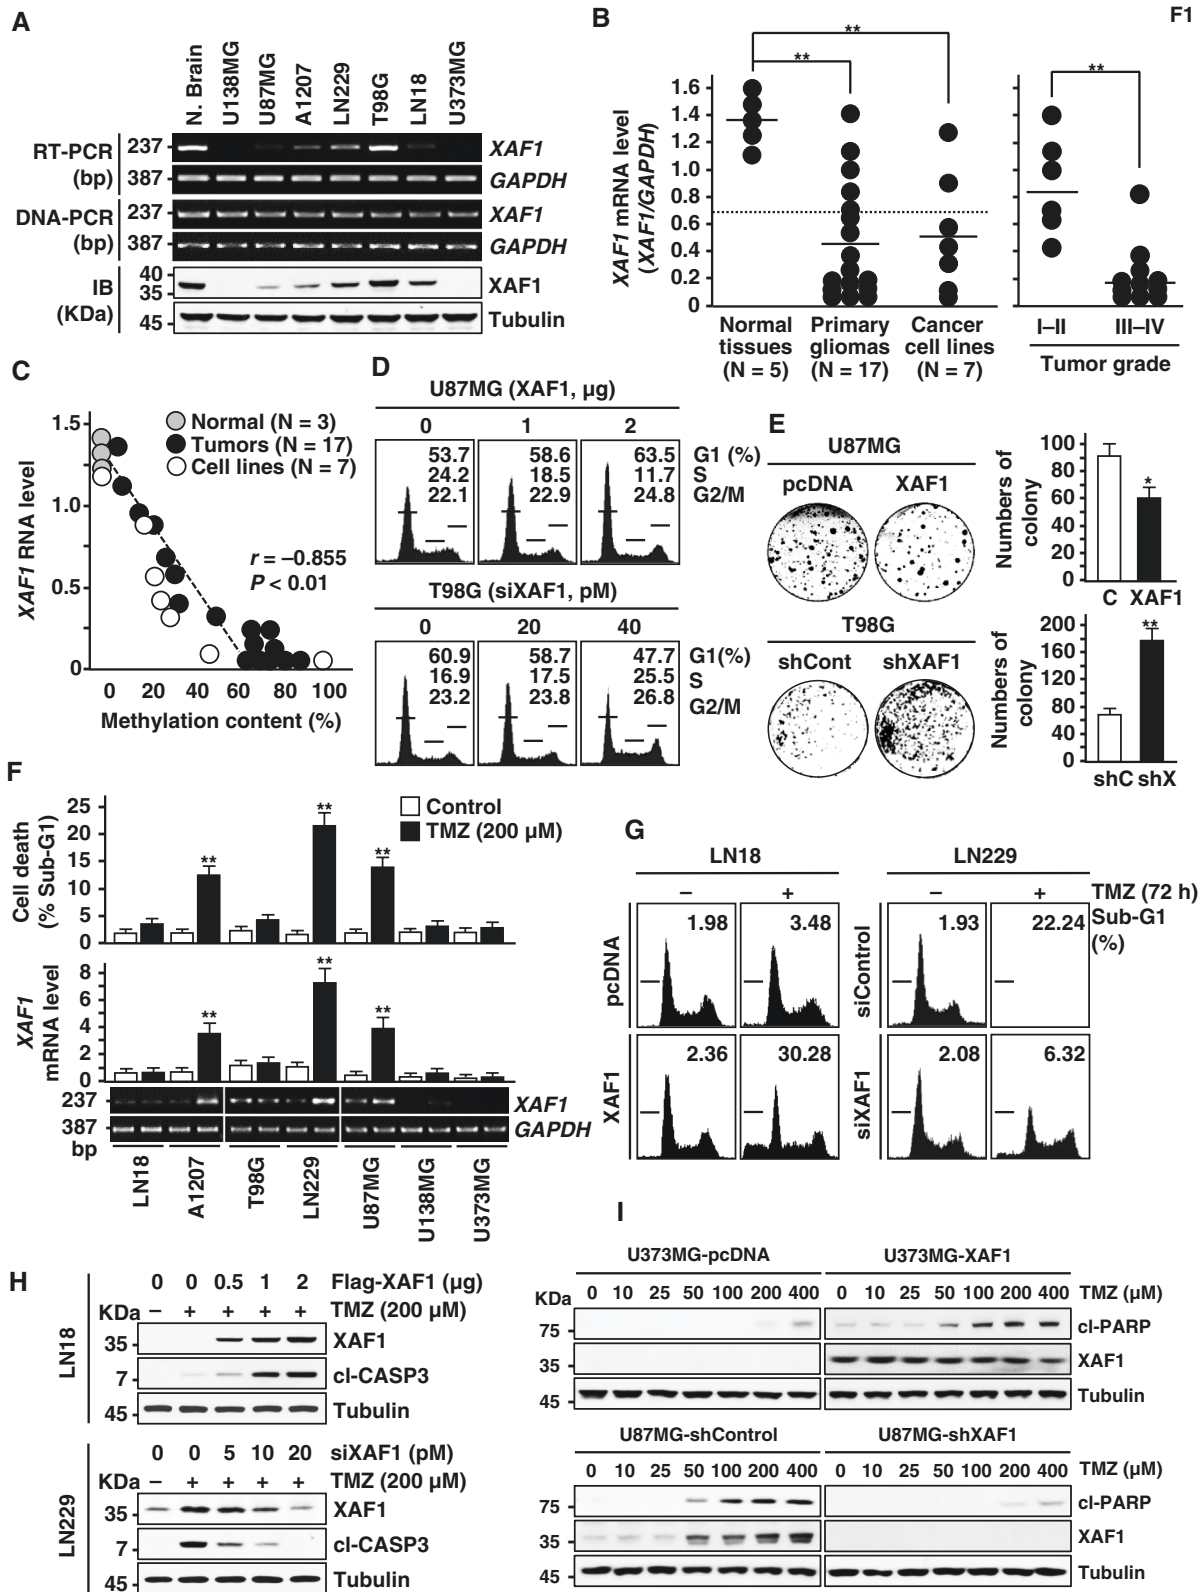 F1
A
N. Brain U138MG U87MG A1207 LN229 T98G LN18 U373MG
RT-PCR (bp)
237 XAF1
387 GAPDH
DNA-PCR (bp)
237 XAF1
387 GAPDH
IB (KDa)
40
35 XAF1
45 Tubulin
B
** ** **
XAF1 mRNA level
(XAF1/GAPDH)
1.6
1.4
1.2
1.0
0.8
0.6
0.4
0.2
0
Normal tissues (N = 5)
Primary gliomas (N = 17)
Cancer cell lines (N = 7)
I–II III–IV
Tumor grade
C
XAF1 RNA level
1.5
1.0
0.5
0
Normal (N = 3)
Tumors (N = 17)
Cell lines (N = 7)
r = –0.855
P < 0.01
0 20 40 60 80 100
Methylation content (%)
D
U87MG (XAF1, µg)
0 1 2
53.7 58.6 63.5 G1 (%)
24.2 18.5 11.7 S
22.1 22.9 24.8 G2/M
T98G (siXAF1, pM)
0 20 40
60.9 58.7 47.7 G1(%)
16.9 17.5 25.5 S
23.2 23.8 26.8 G2/M
E
U87MG
pcDNA XAF1
Numbers of colony
100
80
60
40
20
0
*
C XAF1
T98G
shCont shXAF1
Numbers of colony
200
160
120
80
40
0
**
shC shX
F
Control
TMZ (200 µM)
Cell death
(% Sub-G1)
25
20
15
10
5
0
** ** **
XAF1
mRNA level
8
6
4
2
0
** ** **
237 XAF1
387 GAPDH
bp
LN18 A1207 T98G LN229 U87MG U138MG U373MG
G
LN18 LN229
– + – + TMZ (72 h)
pcDNA 1.98 3.48 siControl 1.93 22.24 Sub-G1 (%)
XAF1 2.36 30.28 siXAF1 2.08 6.32
H
LN18
0 0 0.5 1 2 Flag-XAF1 (µg)
KDa – + + + + TMZ (200 µM)
35 XAF1
7 cl-CASP3
45 Tubulin
LN229
0 0 5 10 20 siXAF1 (pM)
KDa – + + + + TMZ (200 µM)
35 XAF1
7 cl-CASP3
45 Tubulin
I
U373MG-pcDNA U373MG-XAF1
KDa 0 10 25 50 100 200 400 0 10 25 50 100 200 400 TMZ (µM)
75 cl-PARP
35 XAF1
45 Tubulin
U87MG-shControl U87MG-shXAF1
0 10 25 50 100 200 400 0 10 25 50 100 200 400 TMZ (µM)
75 cl-PARP
35 XAF1
45 Tubulin